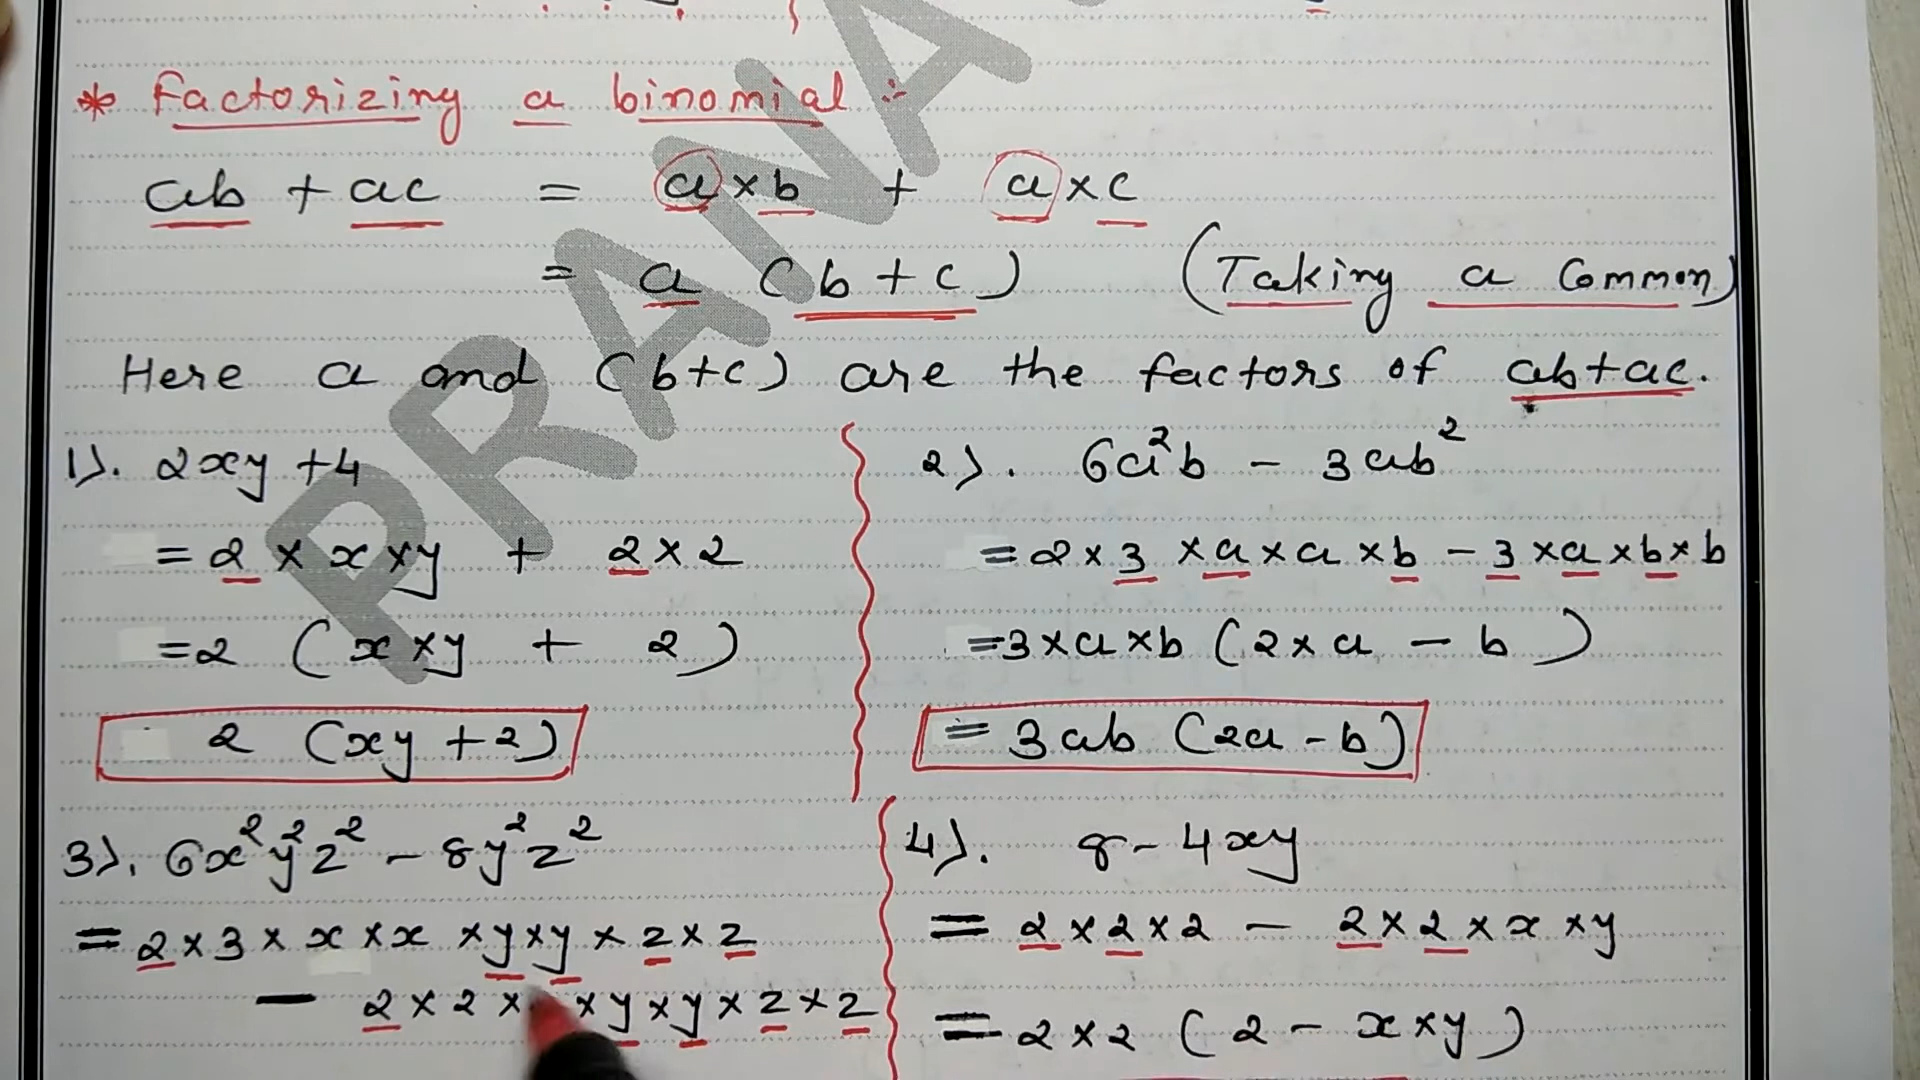 * Factorizing a binomial :-
ab + ac = a × b + a × c
= a (b + c) (Taking a Common)
Here a and (b+c) are the factors of ab+ac.
1). 2xy + 4
= 2 × x × y + 2 × 2
= 2 (x × y + 2)
2 (xy + 2)
2). 6a²b - 3ab²
= 2 × 3 × a × a × b - 3 × a × b × b
= 3 × a × b (2 × a - b)
= 3ab (2a - b)
3). 6x²y²z² - 8y²z²
= 2 × 3 × x × x × y × y × z × z
- 2 × 2 × × y × y × z × z
4). 8 - 4xy
= 2 × 2 × 2 - 2 × 2 × x × y
= 2 × 2 (2 - x × y)
PRANA